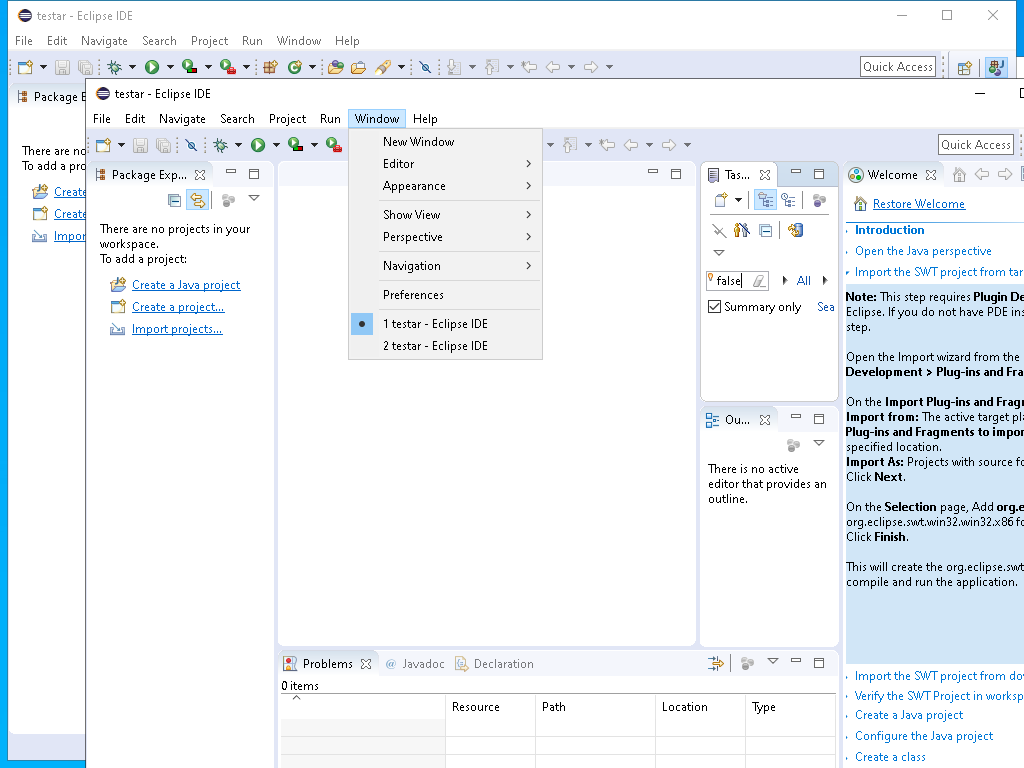 testar - Eclipse IDE
File Edit Navigate Search Project Run Window Help
Quick Access
Package E
There are no
To add a pro
Create
Create
Impor
testar - Eclipse IDE
File Edit Navigate Search Project Run Window Help
Quick Access
Package Exp...
There are no projects in your
workspace.
To add a project:
Create a Java project
Create a project...
Import projects...
New Window
Editor
Appearance
Show View
Perspective
Navigation
Preferences
1 testar - Eclipse IDE
2 testar - Eclipse IDE
Tas...
false
All
Summary only Sea
Ou...
There is no active
editor that provides an
outline.
Welcome
Restore Welcome
Introduction
Open the Java perspective
Import the SWT project from tar
Note: This step requires Plugin De
Eclipse. If you do not have PDE ins
step.
Open the Import wizard from the
Development > Plug-ins and Fra
On the Import Plug-ins and Fragm
Import from: The active target pla
Plug-ins and Fragments to impor
specified location.
Import As: Projects with source fo
Click Next.
On the Selection page, Add org.e
org.eclipse.swt.win32.win32.x86 fo
Click Finish.
This will create the org.eclipse.swt
compile and run the application.
Import the SWT project from do
Verify the SWT Project in worksp
Create a Java project
Configure the Java project
Create a class
Problems @ Javadoc Declaration
0 items
Resource Path Location Type